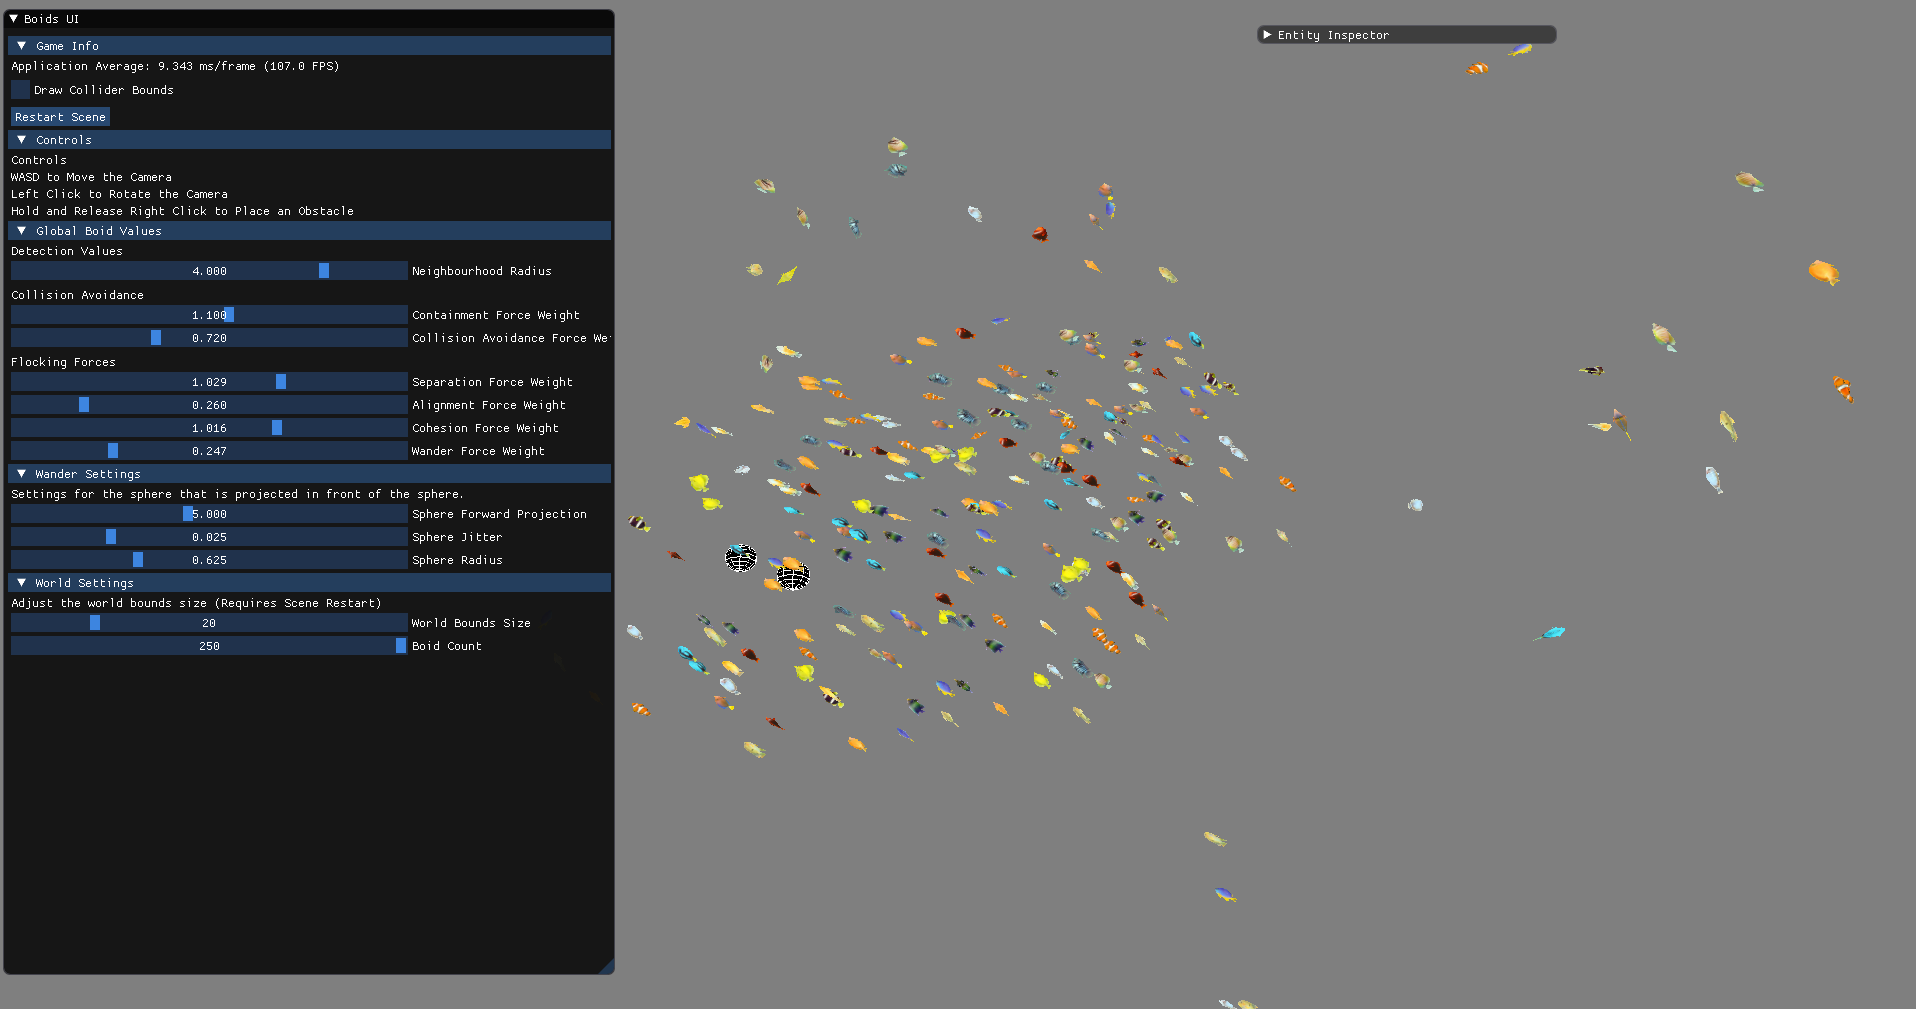 Boids UI
Game Info
Application Average: 9.343 ms/frame (107.0 FPS)
Draw Collider Bounds
Restart Scene
Controls
Controls
WASD to Move the Camera
Left Click to Rotate the Camera
Hold and Release Right Click to Place an Obstacle
Global Boid Values
Detection Values
4.000 Neighbourhood Radius
Collision Avoidance
1.100 Containment Force Weight
0.720 Collision Avoidance Force We
Flocking Forces
1.029 Separation Force Weight
0.260 Alignment Force Weight
1.016 Cohesion Force Weight
0.247 Wander Force Weight
Wander Settings
Settings for the sphere that is projected in front of the sphere.
5.000 Sphere Forward Projection
0.025 Sphere Jitter
0.625 Sphere Radius
World Settings
Adjust the world bounds size (Requires Scene Restart)
20 World Bounds Size
250 Boid Count
Entity Inspector